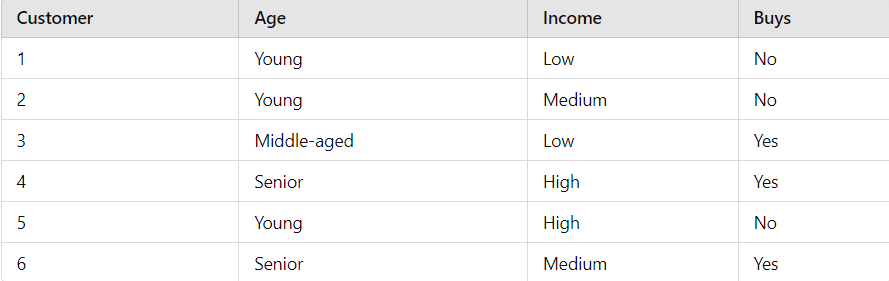 Customer Age Income Buys
1 Young Low No
2 Young Medium No
3 Middle-aged Low Yes
4 Senior High Yes
5 Young High No
6 Senior Medium Yes